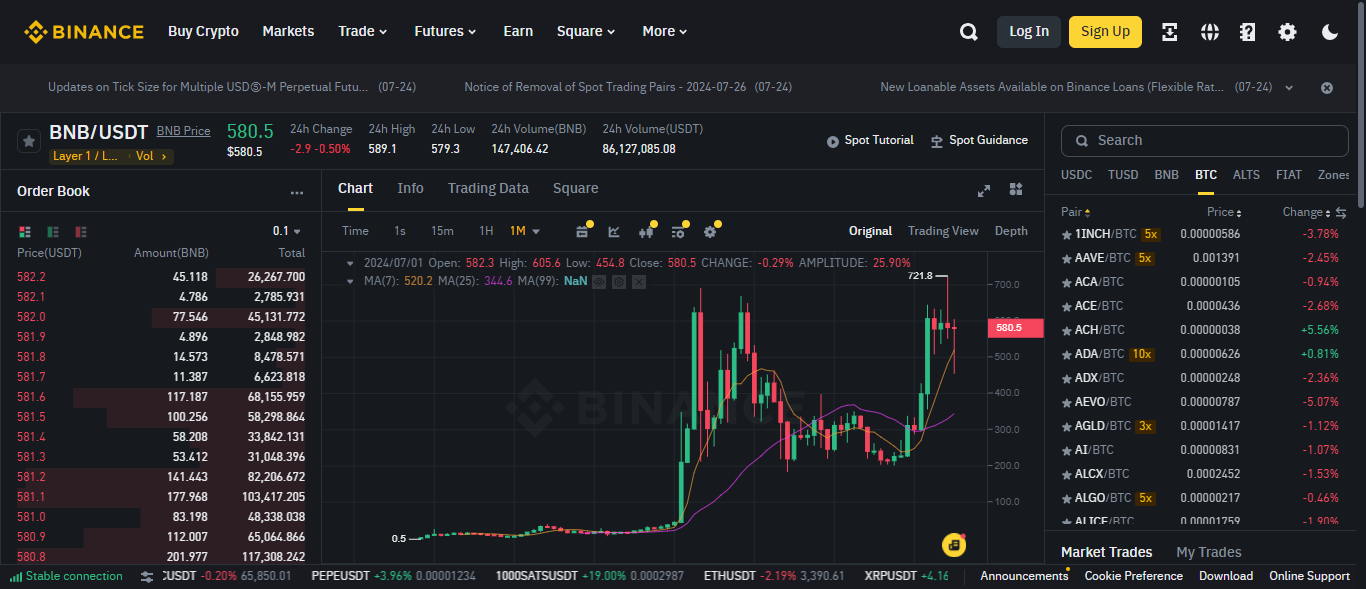 BINANCE Buy Crypto Markets Trade Futures Earn Square More Log In Sign Up
Updates on Tick Size for Multiple USDⓈ-M Perpetual Futu... (07-24) Notice of Removal of Spot Trading Pairs - 2024-07-26 (07-24) New Loanable Assets Available on Binance Loans (Flexible Rat... (07-24)
BNB/USDT BNB Price
Layer 1 / L... Vol
580.5
$580.5
24h Change
-2.9 -0.50%
24h High
589.1
24h Low
579.3
24h Volume(BNB)
147,406.42
24h Volume(USDT)
86,127,085.08
Spot Tutorial Spot Guidance
Order Book
0.1
Price(USDT) Amount(BNB) Total
582.2 45.118 26,267.700
582.1 4.786 2,785.931
582.0 77.546 45,131.772
581.9 4.896 2,848.982
581.8 14.573 8,478.571
581.7 11.387 6,623.818
581.6 117.187 68,155.959
581.5 100.256 58,298.864
581.4 58.208 33,842.131
581.3 53.412 31,048.396
581.2 141.443 82,206.672
581.1 177.968 103,417.205
581.0 83.198 48,338.038
580.9 112.007 65,064.866
580.8 201.977 117,308.242
Chart Info Trading Data Square
Time 1s 15m 1H 1M Original Trading View Depth
2024/07/01 Open: 582.3 High: 605.6 Low: 454.8 Close: 580.5 CHANGE: -0.29% AMPLITUDE: 25.90%
MA(7): 520.2 MA(25): 344.6 MA(99): NaN
721.8
700.0
580.5
500.0
400.0
300.0
200.0
100.0
0.5
BINANCE
Search
USDC TUSD BNB BTC ALTS FIAT Zones
Pair Price Change
1INCH/BTC 5x 0.00000586 -3.78%
AAVE/BTC 5x 0.001391 -2.45%
ACA/BTC 0.00000105 -0.94%
ACE/BTC 0.0000436 -2.68%
ACH/BTC 0.00000038 +5.56%
ADA/BTC 10x 0.00000626 +0.81%
ADX/BTC 0.00000248 -2.36%
AEVO/BTC 0.00000787 -5.07%
AGLD/BTC 3x 0.00001417 -1.12%
AI/BTC 0.00000831 -1.07%
ALCX/BTC 0.0002452 -1.53%
ALGO/BTC 5x 0.00000217 -0.46%
ALICE/BTC 0.00001759 -1.90%
Market Trades My Trades
Stable connection CUSDT -0.20% 65,850.01 PEPEUSDT +3.96% 0.00001234 1000SATSUSDT +19.00% 0.0002987 ETHUSDT -2.19% 3,390.61 XRPUSDT +4.16 Announcements Cookie Preference Download Online Support